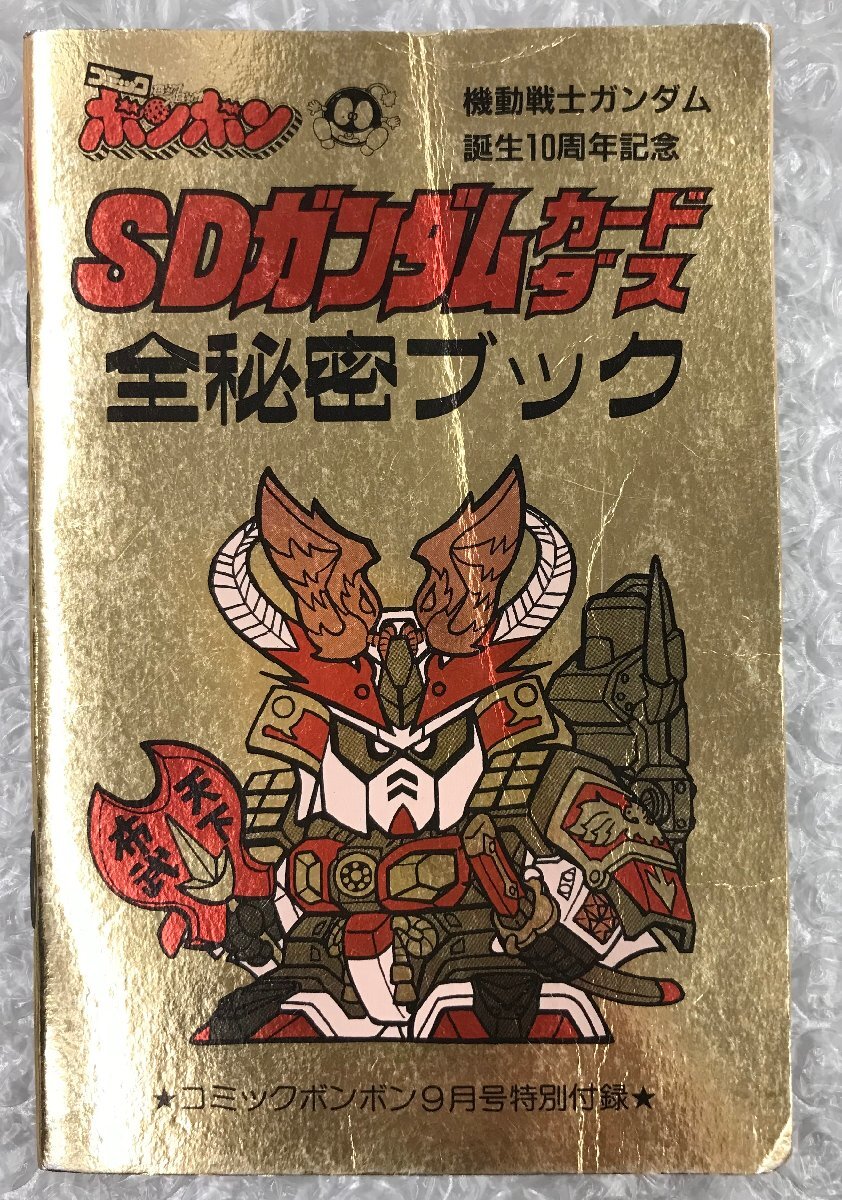 コミック
ボンボン
機動戦士ガンダム
誕生10周年記念
SDガンダムカードダス
全秘密ブック
天下
布武
★コミックボンボン9月号特別付録★